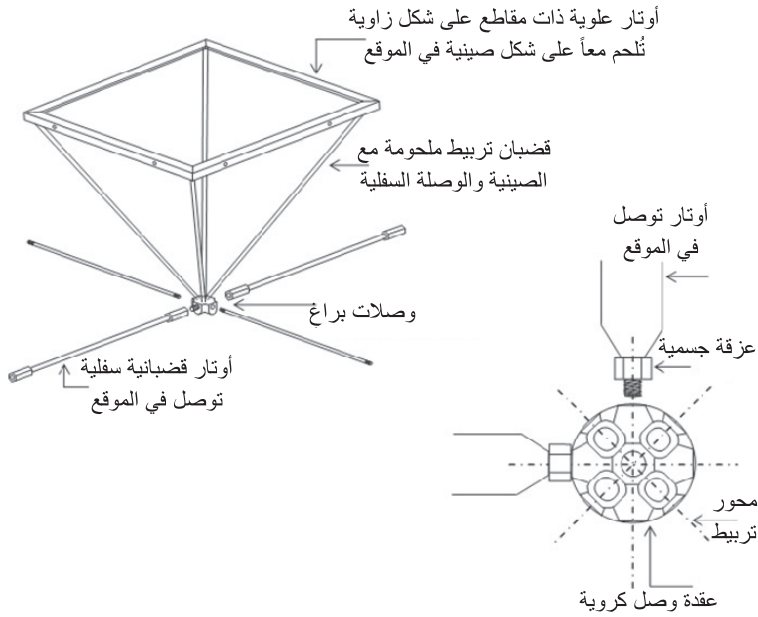 أوتار علوية ذات مقاطع على شكل زاوية
تُلحم معاً على شكل صينية في الموقع
قضبان تربيط ملحومة مع
الصينية والوصلة السفلية
أوتار توصل
في الموقع
وصلات براغٍ
عزقة جسمية
أوتار قضبانية سفلية
توصل في الموقع
محور
تربيط
عقدة وصل كروية